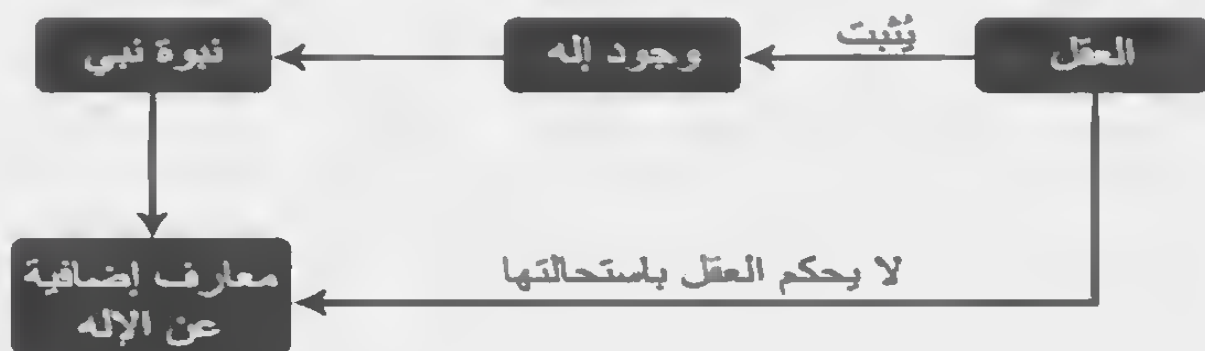 العقل
يُثبت
وجود إله
نبوة نبي
لا يحكم العقل باستحالتها
معارف إضافية
عن الإله